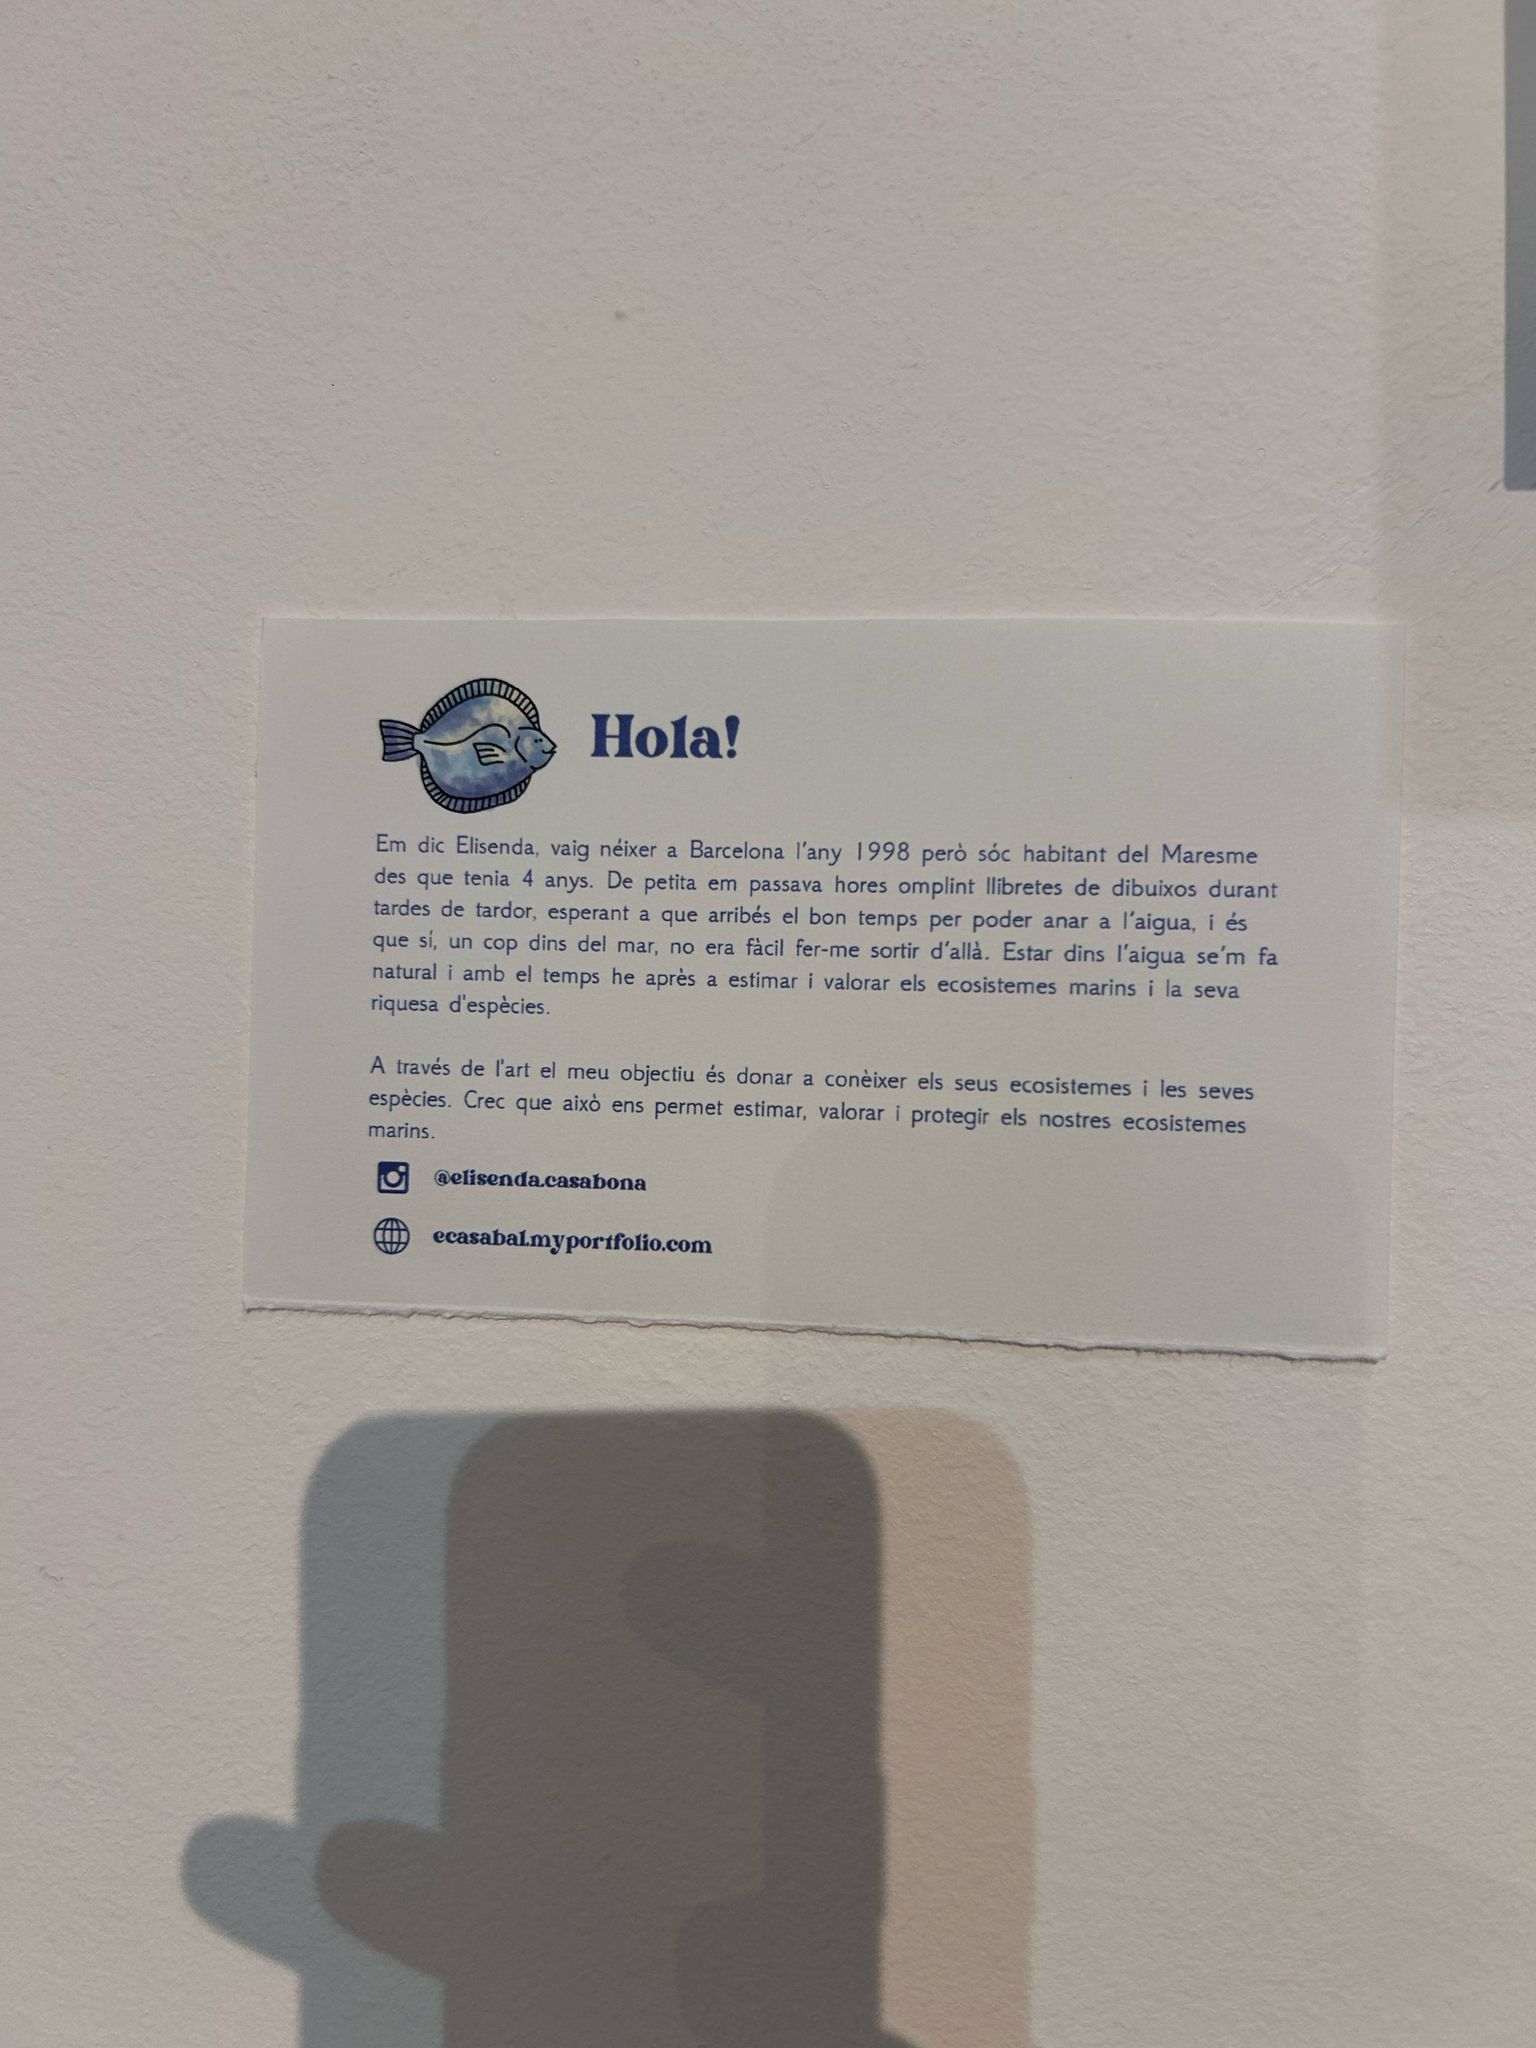 Hola!
Em dic Elisenda, vaig néixer a Barcelona l'any 1998 però sóc habitant del Maresme
des que tenia 4 anys. De petita em passava hores omplint llibretes de dibuixos durant
tardes de tardor, esperant a que arribés el bon temps per poder anar a l'aigua, i és
que sí, un cop dins del mar, no era fàcil fer-me sortir d'allà. Estar dins l'aigua se'm fa
natural i amb el temps he après a estimar i valorar els ecosistemes marins i la seva
riquesa d'espècies.
A través de l'art el meu objectiu és donar a conèixer els seus ecosistemes i les seves
espècies. Crec que això ens permet estimar, valorar i protegir els nostres ecosistemes
marins.
@elisenda.casabona
ecasabal.myportfolio.com